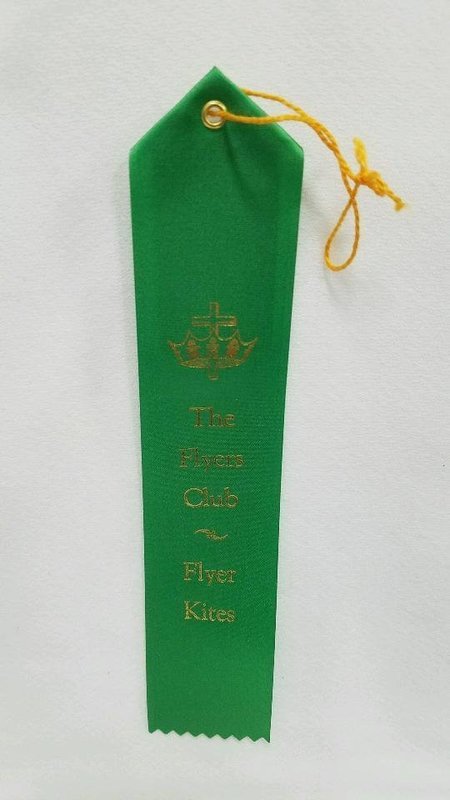 The
Flyers
Club
~
Flyer
Kites